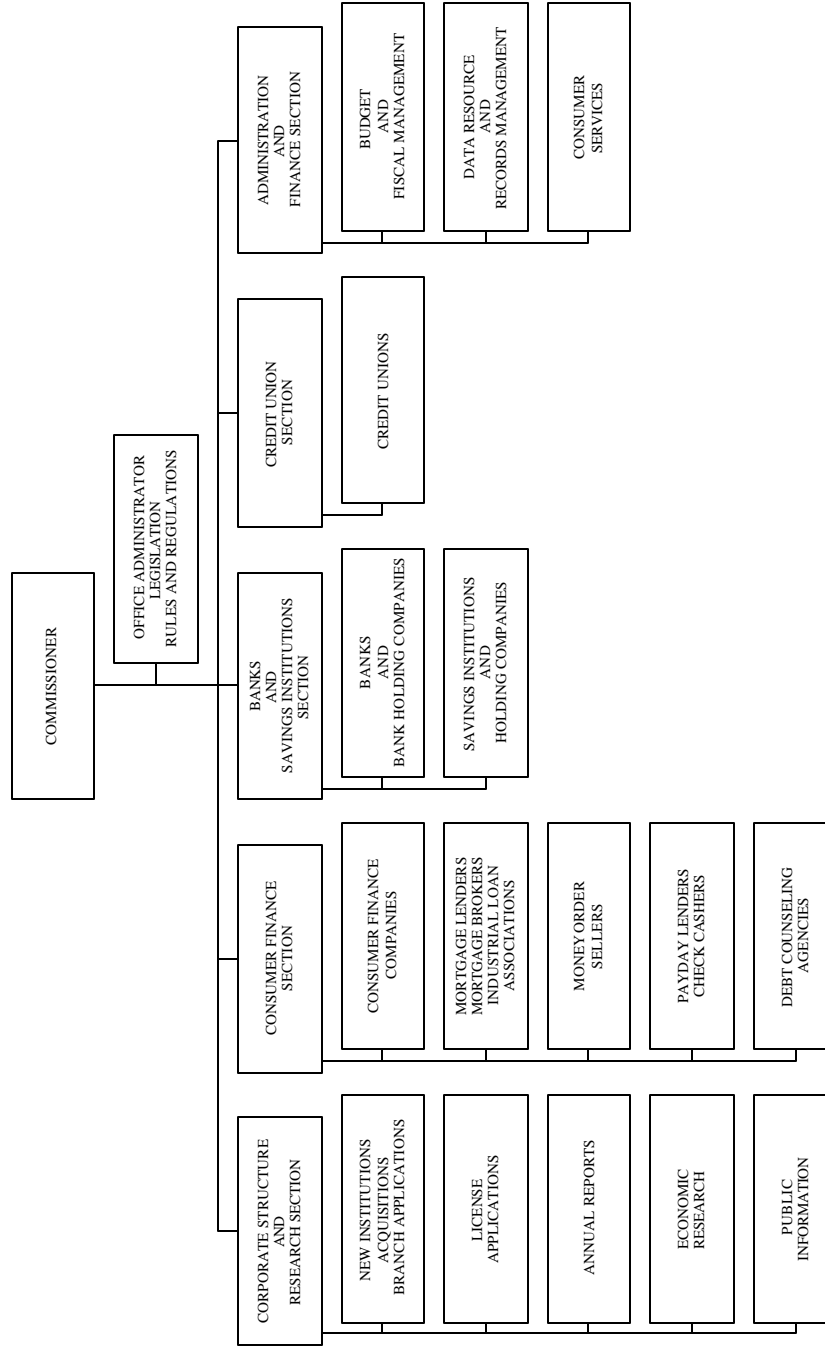 COMMISSIONER
OFFICE ADMINISTRATOR
LEGISLATION
RULES AND REGULATIONS
CORPORATE STRUCTURE
AND
RESEARCH SECTION
NEW INSTITUTIONS
ACQUISITIONS
BRANCH APPLICATIONS
LICENSE
APPLICATIONS
ANNUAL REPORTS
ECONOMIC
RESEARCH
PUBLIC
INFORMATION
CONSUMER FINANCE
SECTION
CONSUMER FINANCE
COMPANIES
MORTGAGE LENDERS
MORTGAGE BROKERS
INDUSTRIAL LOAN
ASSOCIATIONS
MONEY ORDER
SELLERS
PAYDAY LENDERS
CHECK CASHERS
DEBT COUNSELING
AGENCIES
BANKS
AND
SAVINGS INSTITUTIONS
SECTION
BANKS
AND
BANK HOLDING COMPANIES
SAVINGS INSTITUTIONS
AND
HOLDING COMPANIES
CREDIT UNION
SECTION
CREDIT UNIONS
ADMINISTRATION
AND
FINANCE SECTION
BUDGET
AND
FISCAL MANAGEMENT
DATA RESOURCE
AND
RECORDS MANAGEMENT
CONSUMER
SERVICES